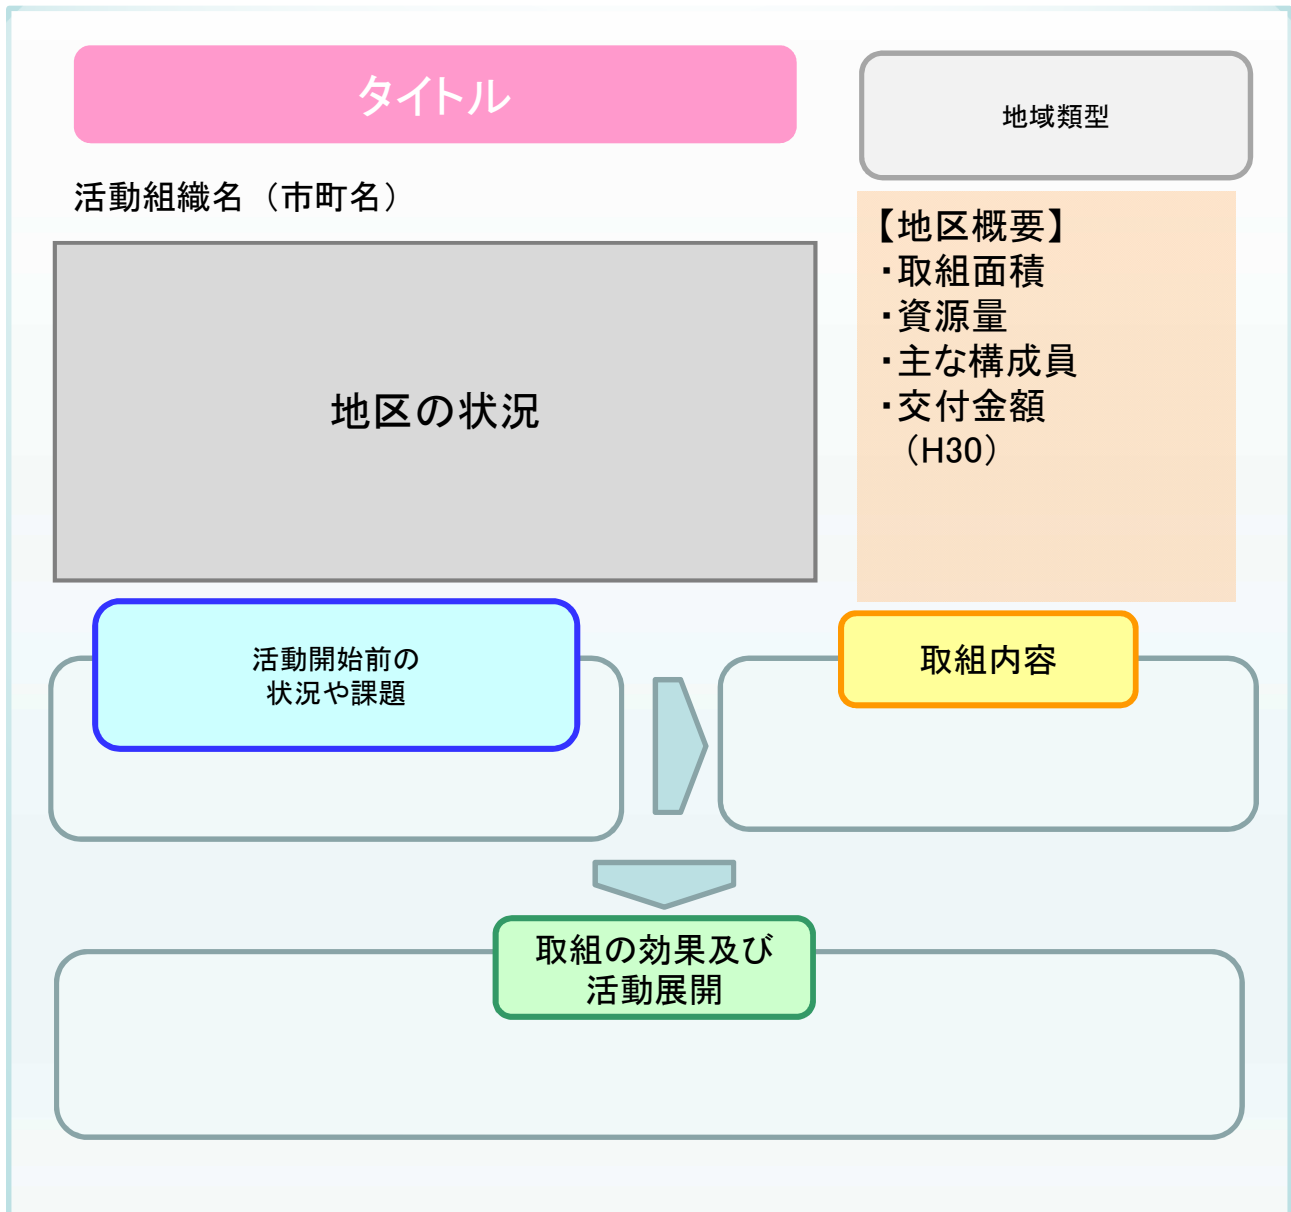 タイトル
地域類型
活動組織名（市町名）
【地区概要】
・取組面積
・資源量
・主な構成員
・交付金額
（H30）
地区の状況
活動開始前の
状況や課題
取組内容
取組の効果及び
活動展開